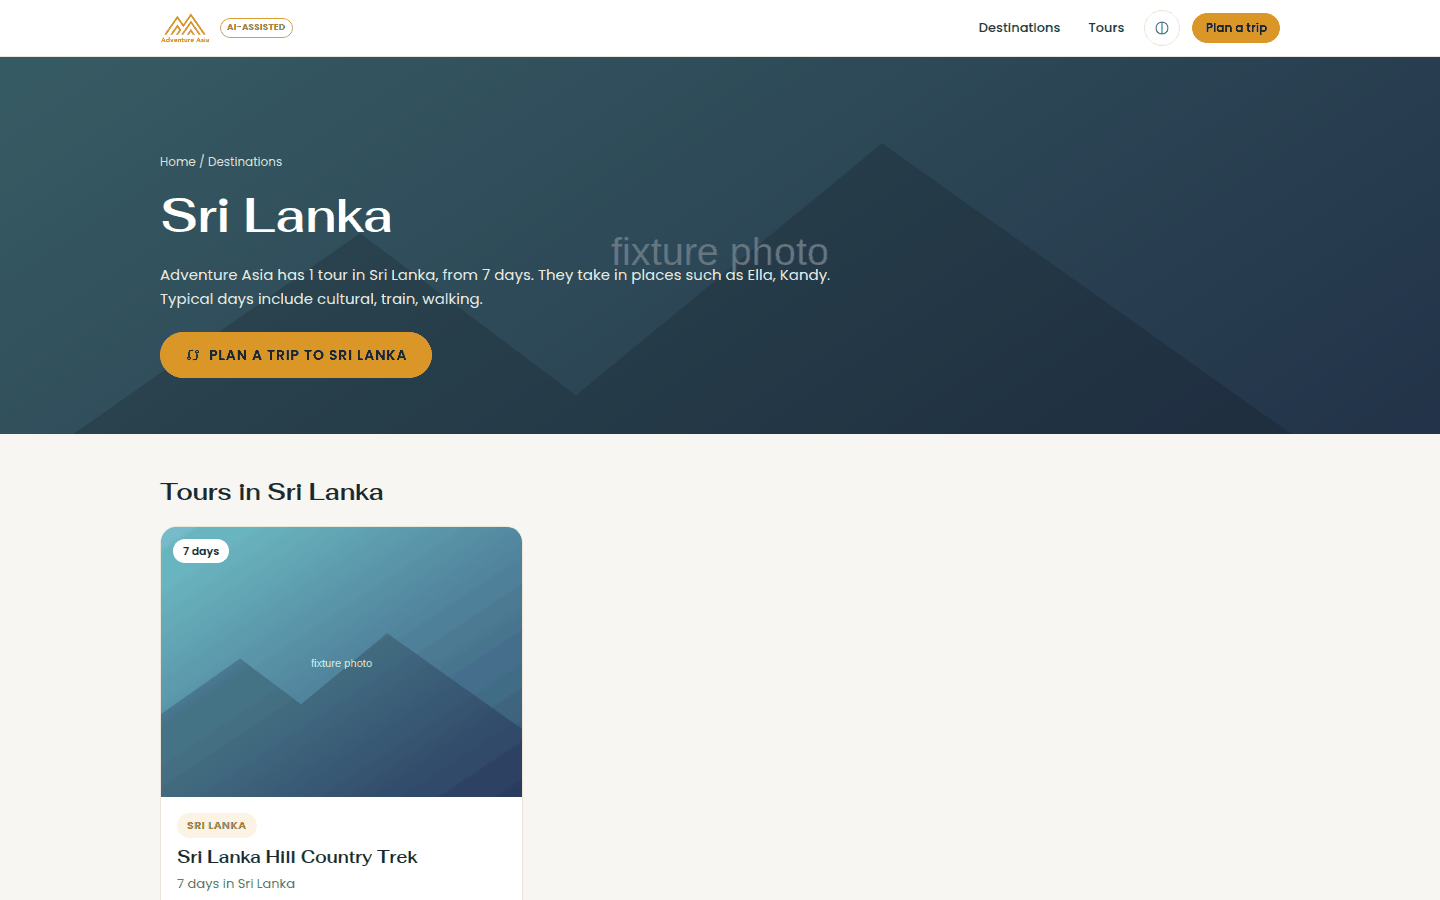 Adventure Asia
AI-ASSISTED
Destinations
Tours
Plan a trip
Home / Destinations
Sri Lanka
fixture photo
Adventure Asia has 1 tour in Sri Lanka, from 7 days. They take in places such as Ella, Kandy.
Typical days include cultural, train, walking.
PLAN A TRIP TO SRI LANKA
Tours in Sri Lanka
7 days
fixture photo
SRI LANKA
Sri Lanka Hill Country Trek
7 days in Sri Lanka